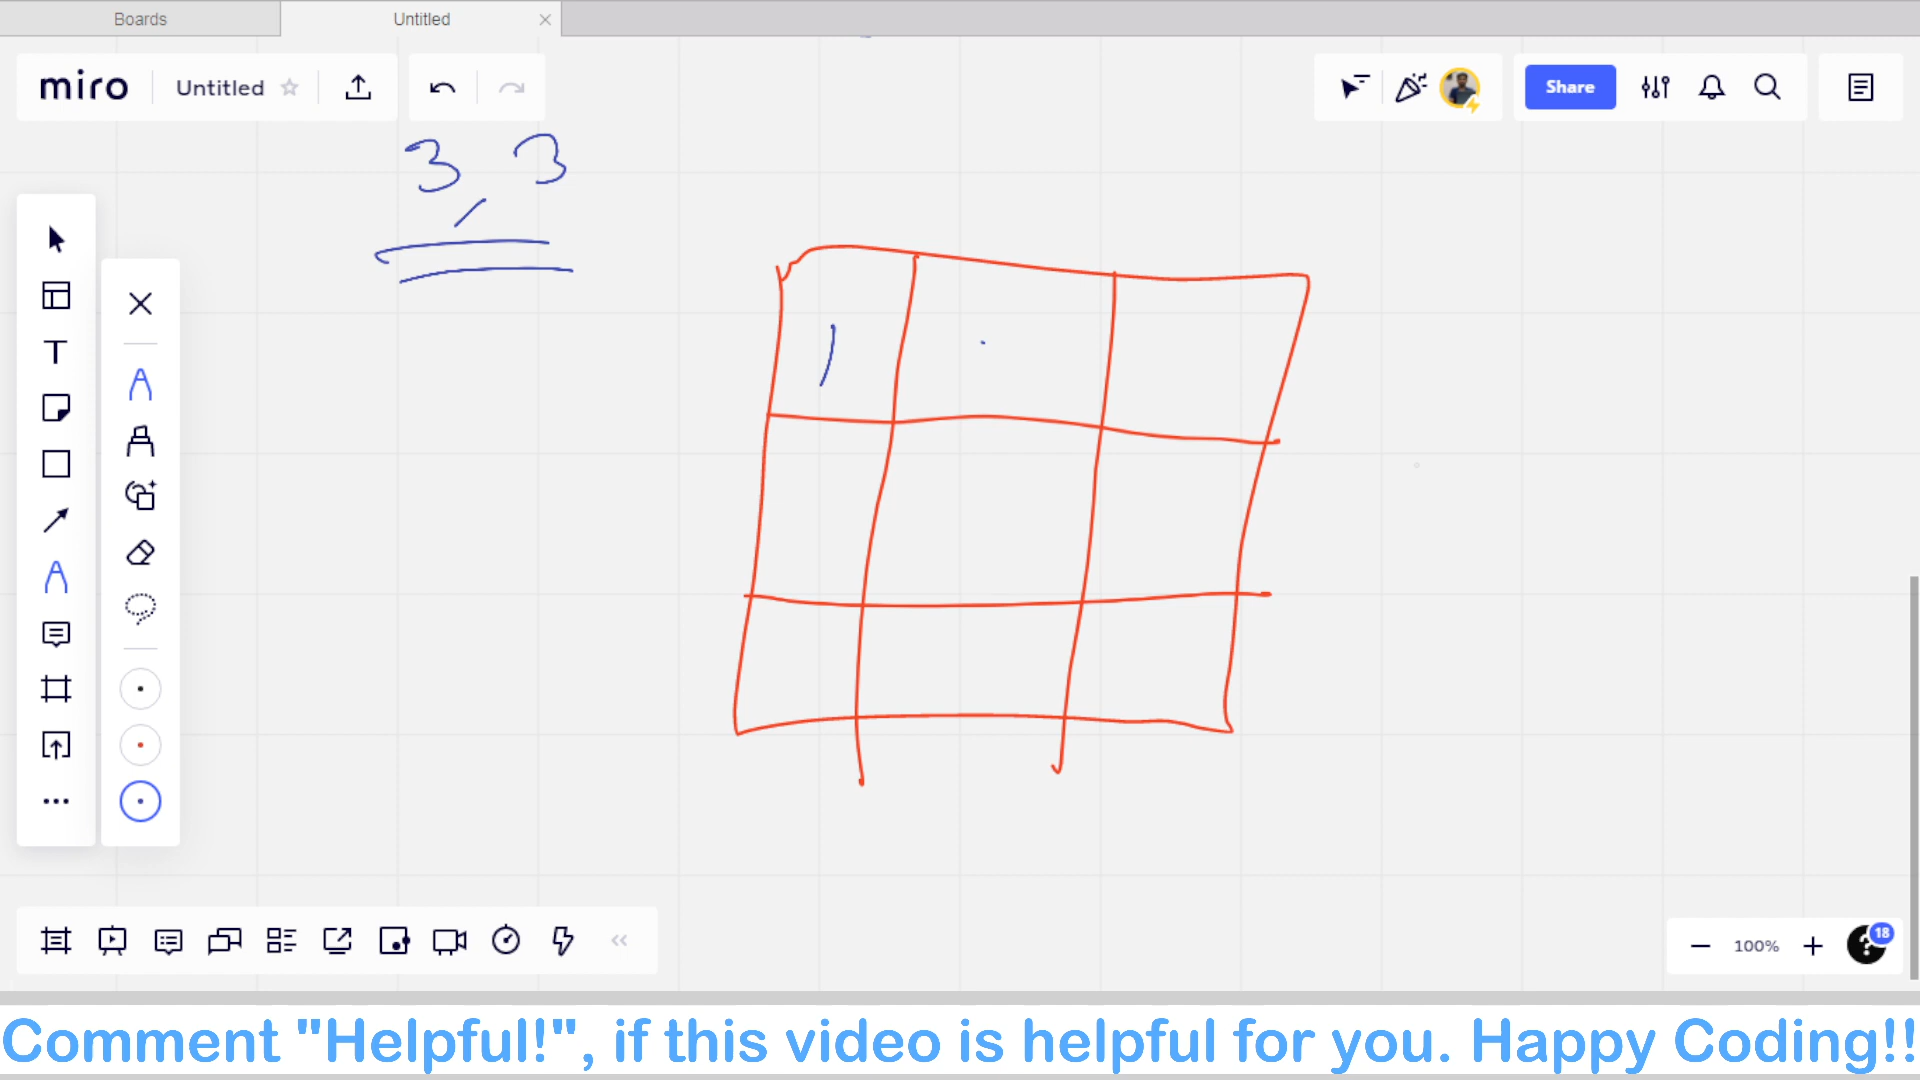 Boards Untitled
miro Untitled Share
3, 3
1
100% 18
Comment "Helpful!", if this video is helpful for you. Happy Coding!!